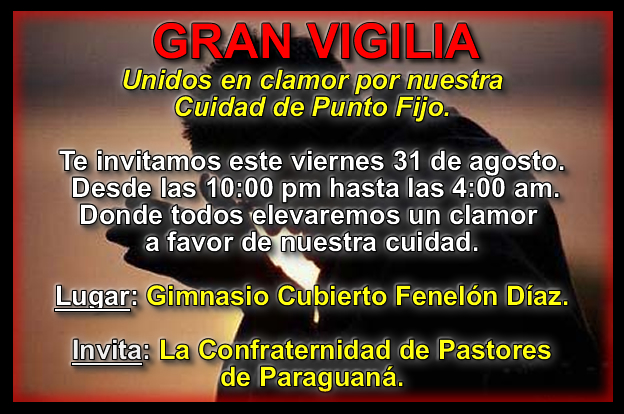 GRAN VIGILIA
Unidos en clamor por nuestra
Cuidad de Punto Fijo.
Te invitamos este viernes 31 de agosto.
Desde las 10:00 pm hasta las 4:00 am.
Donde todos elevaremos un clamor
a favor de nuestra cuidad.
Lugar: Gimnasio Cubierto Fenelón Díaz.
Invita: La Confraternidad de Pastores
de Paraguaná.